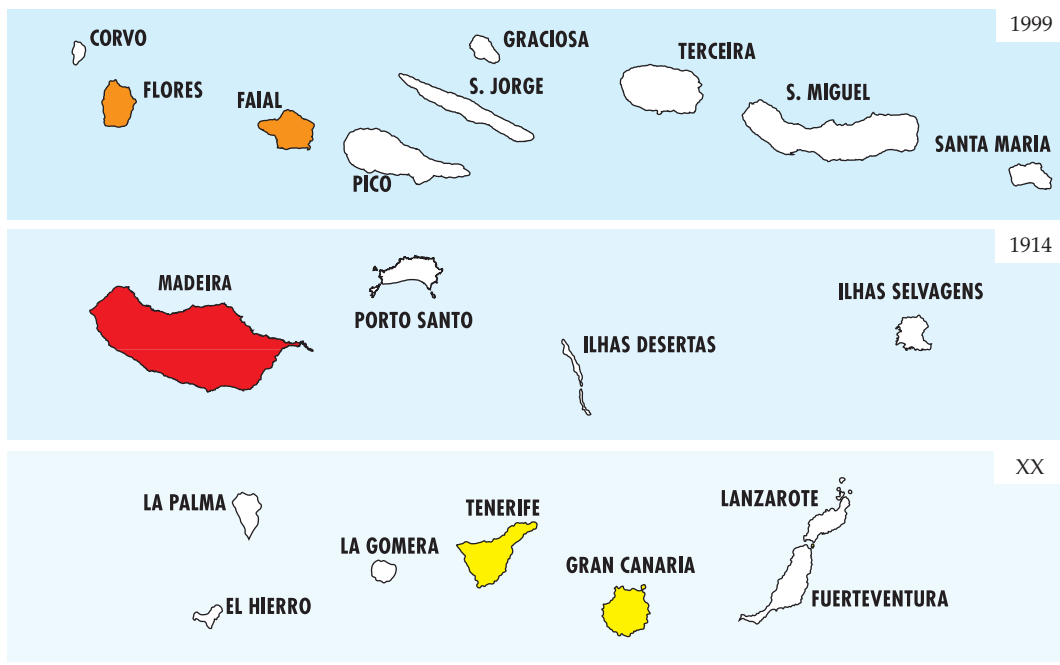 1999
CORVO
GRACIOSA
TERCEIRA
FLORES
S. JORGE
S. MIGUEL
FAIAL
SANTA MARIA
PICO
1914
MADEIRA
ILHAS SELVAGENS
PORTO SANTO
ILHAS DESERTAS
XX
LA PALMA
TENERIFE
LANZAROTE
LA GOMERA
GRAN CANARIA
EL HIERRO
FUERTEVENTURA